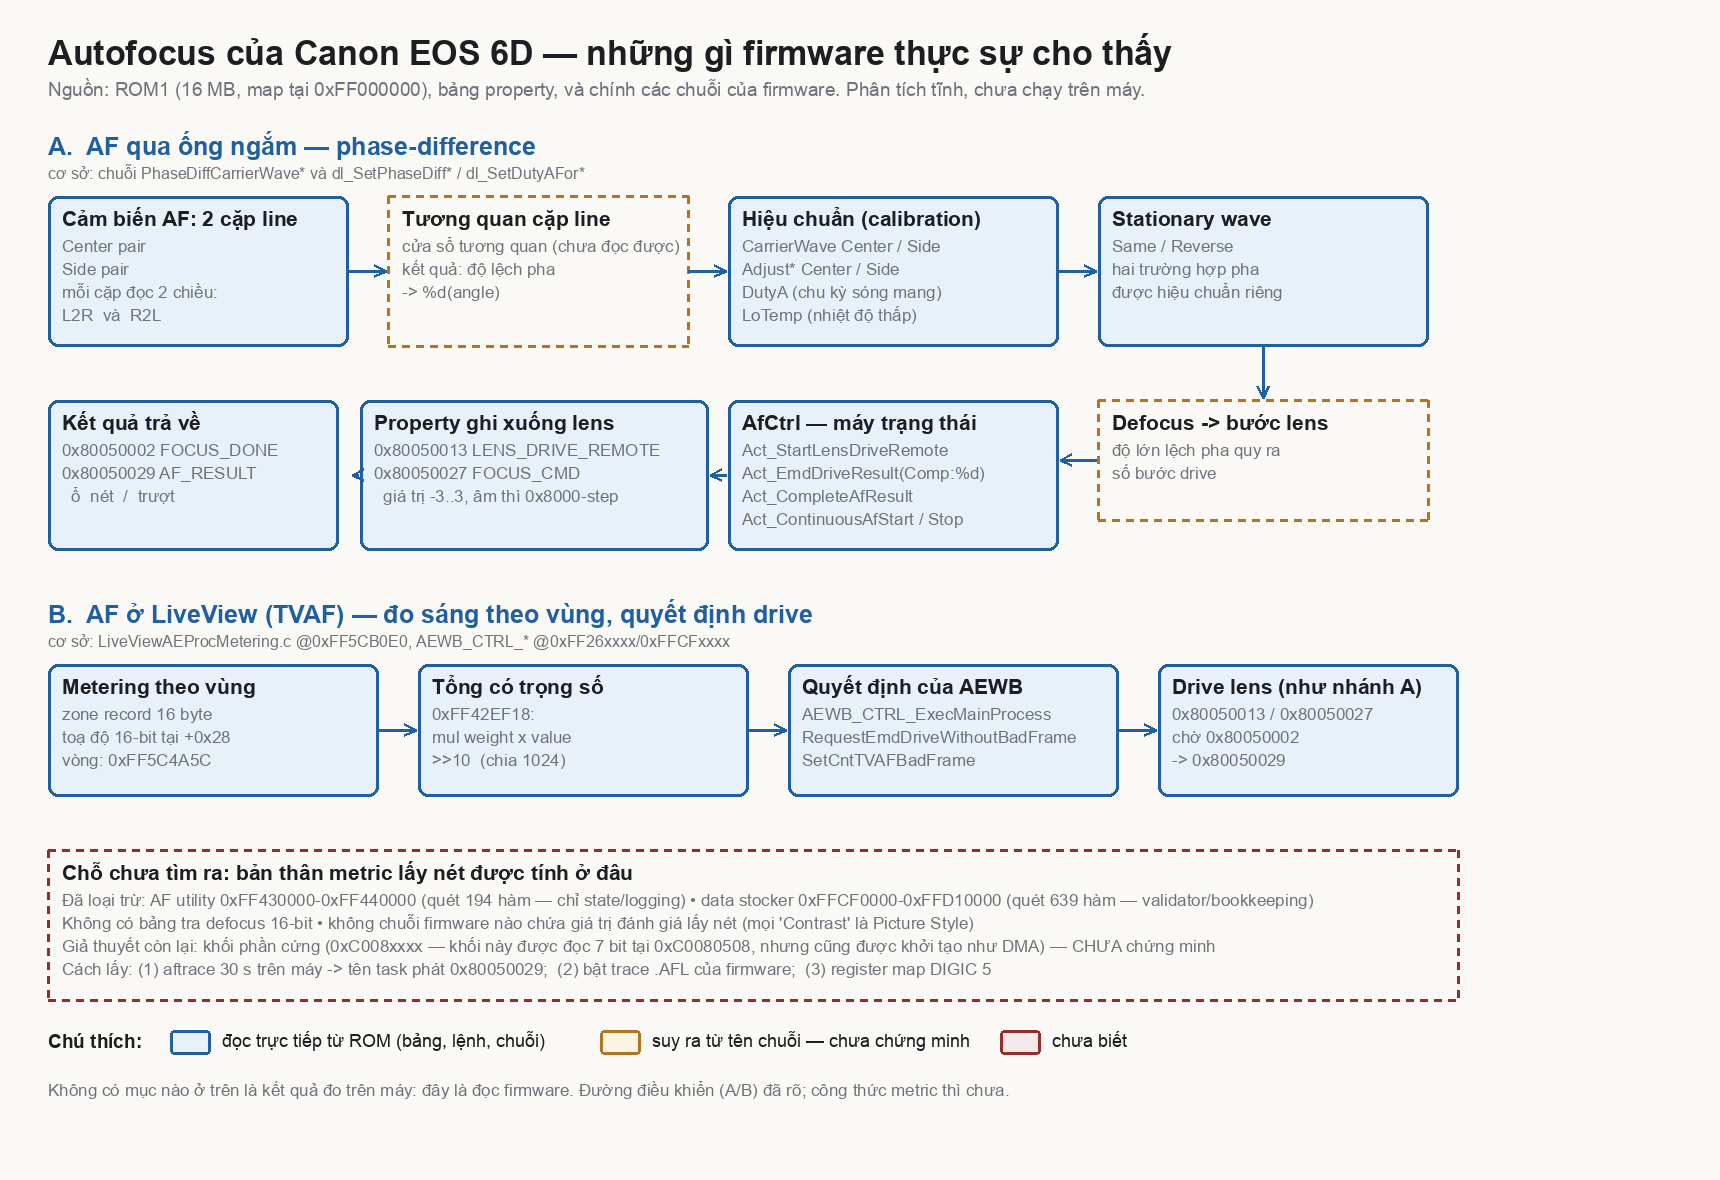 Autofocus của Canon EOS 6D — những gì firmware thực sự cho thấy
Nguồn: ROM1 (16 MB, map tại 0xFF000000), bảng property, và chính các chuỗi của firmware. Phân tích tĩnh, chưa chạy trên máy.
A. AF qua ống ngắm — phase-difference
cơ sở: chuỗi PhaseDiffCarrierWave* và dl_SetPhaseDiff* / dl_SetDutyAFor*
Cảm biến AF: 2 cặp line
Center pair
Side pair
mỗi cặp đọc 2 chiều:
L2R và R2L
Tương quan cặp line
cửa sổ tương quan (chưa đọc được)
kết quả: độ lệch pha
-> %d(angle)
Hiệu chuẩn (calibration)
CarrierWave Center / Side
Adjust* Center / Side
DutyA (chu kỳ sóng mang)
LoTemp (nhiệt độ thấp)
Stationary wave
Same / Reverse
hai trường hợp pha
được hiệu chuẩn riêng
Kết quả trả về
0x80050002 FOCUS_DONE
0x80050029 AF_RESULT
ổ nét / trượt
Property ghi xuống lens
0x80050013 LENS_DRIVE_REMOTE
0x80050027 FOCUS_CMD
giá trị -3..3, âm thì 0x8000-step
AfCtrl — máy trạng thái
Act_StartLensDriveRemote
Act_EmdDriveResult(Comp:%d)
Act_CompleteAfResult
Act_ContinuousAfStart / Stop
Defocus -> bước lens
độ lớn lệch pha quy ra
số bước drive
B. AF ở LiveView (TVAF) — đo sáng theo vùng, quyết định drive
cơ sở: LiveViewAEProcMetering.c @0xFF5CB0E0, AEWB_CTRL_* @0xFF26xxxx/0xFFCFxxxx
Metering theo vùng
zone record 16 byte
toạ độ 16-bit tại +0x28
vòng: 0xFF5C4A5C
Tổng có trọng số
0xFF42EF18:
mul weight x value
>>10 (chia 1024)
Quyết định của AEWB
AEWB_CTRL_ExecMainProcess
RequestEmdDriveWithoutBadFrame
SetCntTVAFBadFrame
Drive lens (như nhánh A)
0x80050013 / 0x80050027
chờ 0x80050002
-> 0x80050029
Chỗ chưa tìm ra: bản thân metric lấy nét được tính ở đâu
Đã loại trừ: AF utility 0xFF430000-0xFF440000 (quét 194 hàm — chỉ state/logging) • data stocker 0xFFCF0000-0xFFD10000 (quét 639 hàm — validator/bookkeeping)
Không có bảng tra defocus 16-bit • không chuỗi firmware nào chứa giá trị đánh giá lấy nét (mọi 'Contrast' là Picture Style)
Giả thuyết còn lại: khối phần cứng (0xC008xxxx — khối này được đọc 7 bit tại 0xC0080508, nhưng cũng được khởi tạo như DMA) — CHƯA chứng minh
Cách lấy: (1) aftrace 30 s trên máy -> tên task phát 0x80050029; (2) bật trace .AFL của firmware; (3) register map DIGIC 5
Chú thích:
đọc trực tiếp từ ROM (bảng, lệnh, chuỗi)
suy ra từ tên chuỗi — chưa chứng minh
chưa biết
Không có mục nào ở trên là kết quả đo trên máy: đây là đọc firmware. Đường điều khiển (A/B) đã rõ; công thức metric thì chưa.